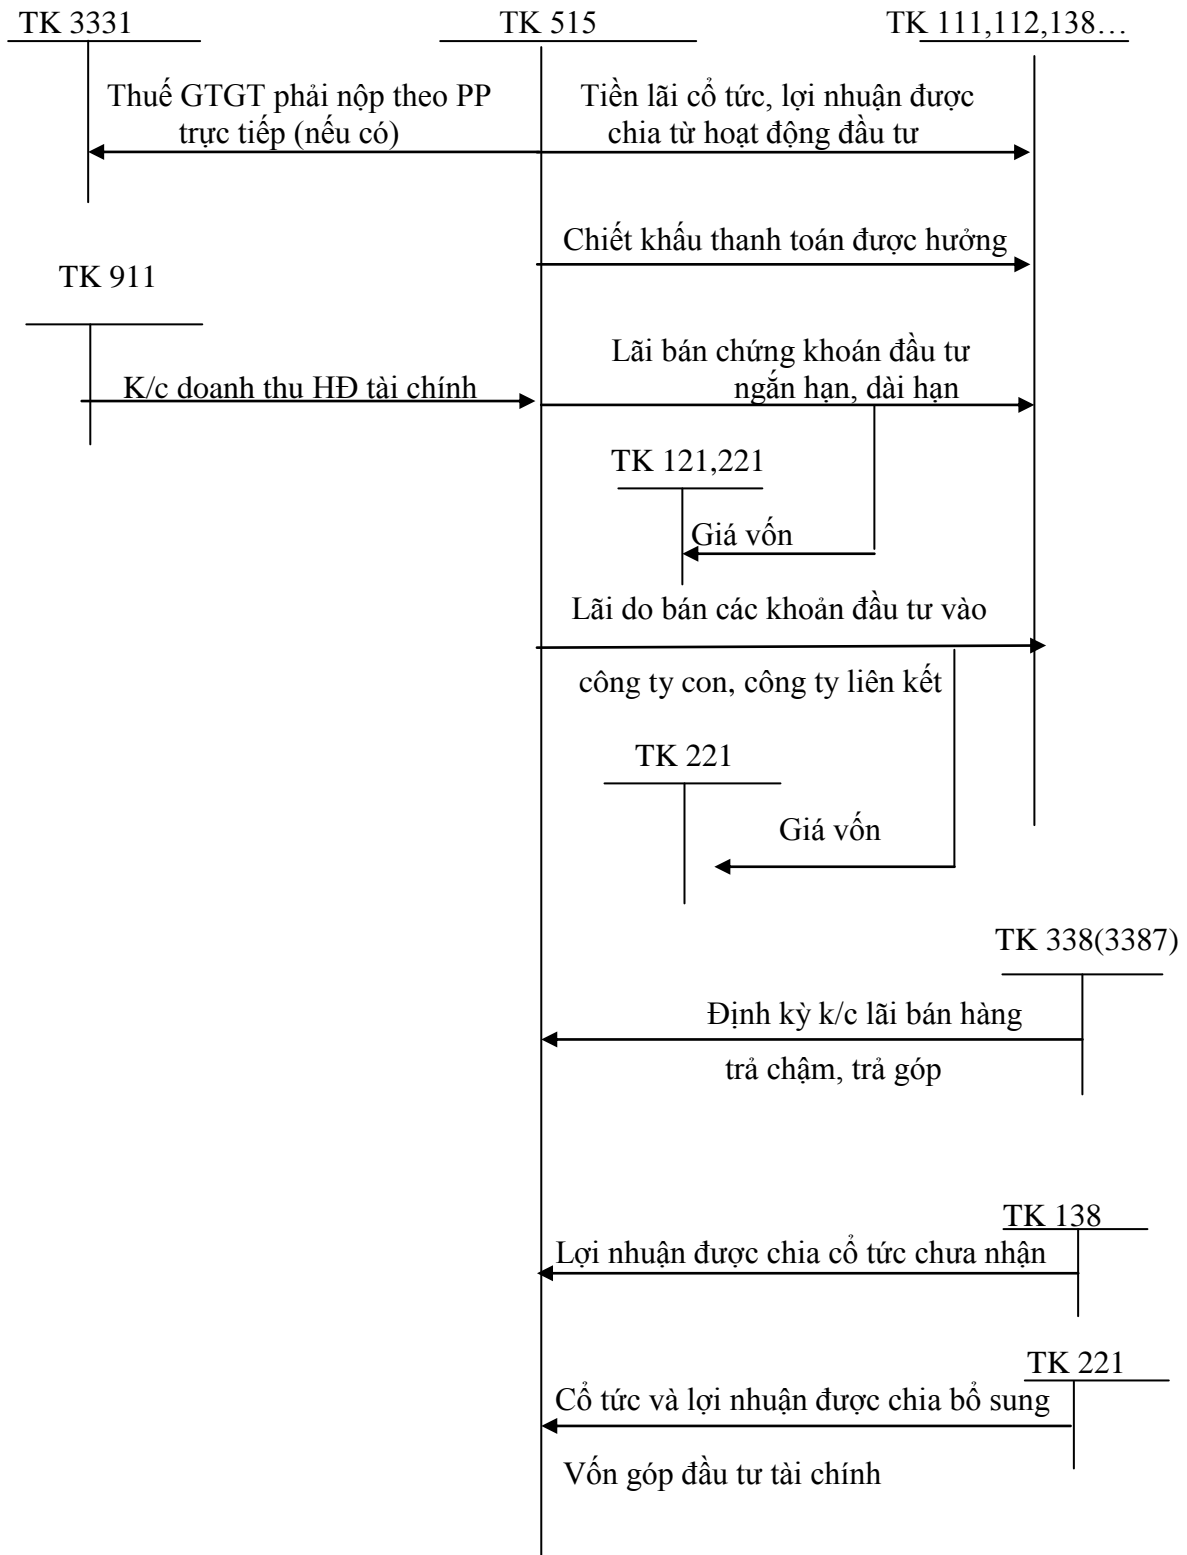 TK 3331
TK 515
TK 111,112,138…
Thuế GTGT phải nộp theo PP
trực tiếp (nếu có)
Tiền lãi cổ tức, lợi nhuận được
chia từ hoạt động đầu tư
Chiết khấu thanh toán được hưởng
TK 911
K/c doanh thu HĐ tài chính
Lãi bán chứng khoán đầu tư
ngắn hạn, dài hạn
TK 121,221
Giá vốn
Lãi do bán các khoản đầu tư vào
công ty con, công ty liên kết
TK 221
Giá vốn
TK 338(3387)
Định kỳ k/c lãi bán hàng
trả chậm, trả góp
TK 138
Lợi nhuận được chia cổ tức chưa nhận
TK 221
Cổ tức và lợi nhuận được chia bổ sung
Vốn góp đầu tư tài chính